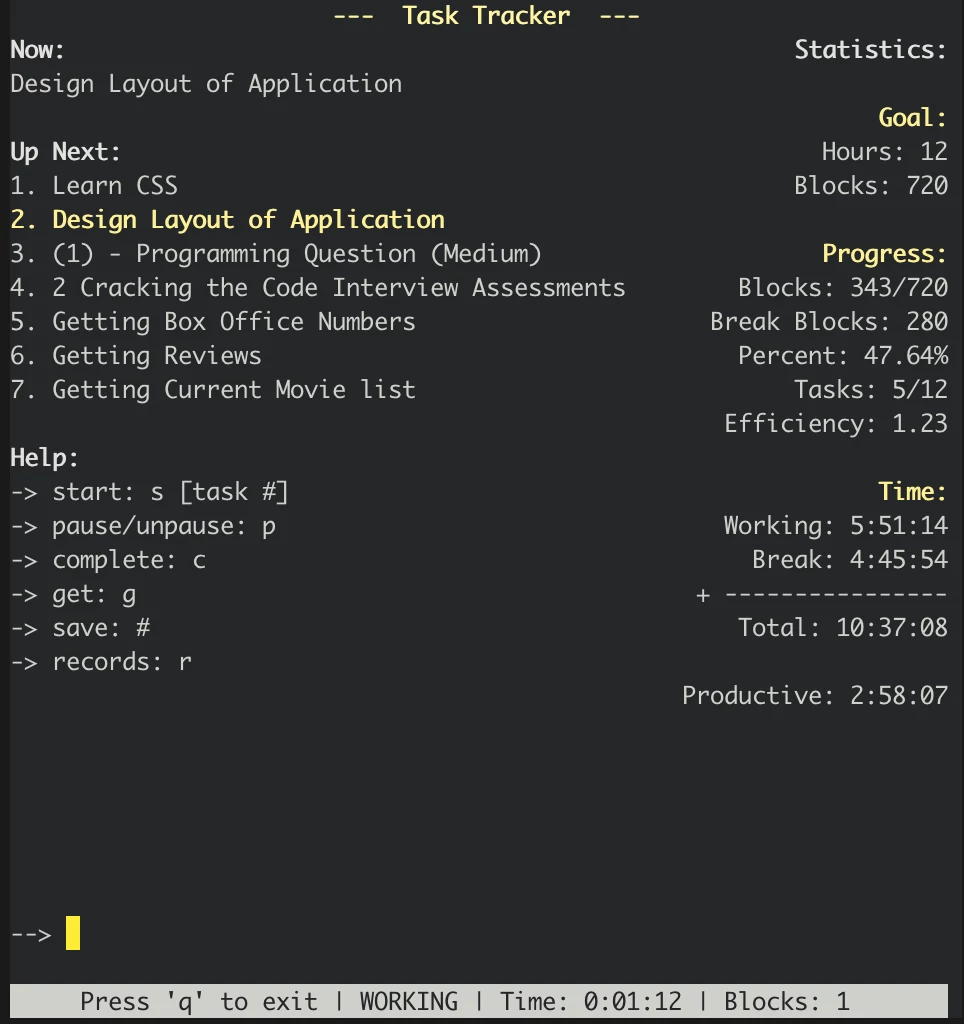 --- Task Tracker ---
Now:
Design Layout of Application
Up Next:
1. Learn CSS
2. Design Layout of Application
3. (1) - Programming Question (Medium)
4. 2 Cracking the Code Interview Assessments
5. Getting Box Office Numbers
6. Getting Reviews
7. Getting Current Movie list
Help:
-> start: s [task #]
-> pause/unpause: p
-> complete: c
-> get: g
-> save: #
-> records: r
Statistics:
Goal:
Hours: 12
Blocks: 720
Progress:
Blocks: 343/720
Break Blocks: 280
Percent: 47.64%
Tasks: 5/12
Efficiency: 1.23
Time:
Working: 5:51:14
Break: 4:45:54
+ ----------------
Total: 10:37:08
Productive: 2:58:07
-->
Press 'q' to exit | WORKING | Time: 0:01:12 | Blocks: 1